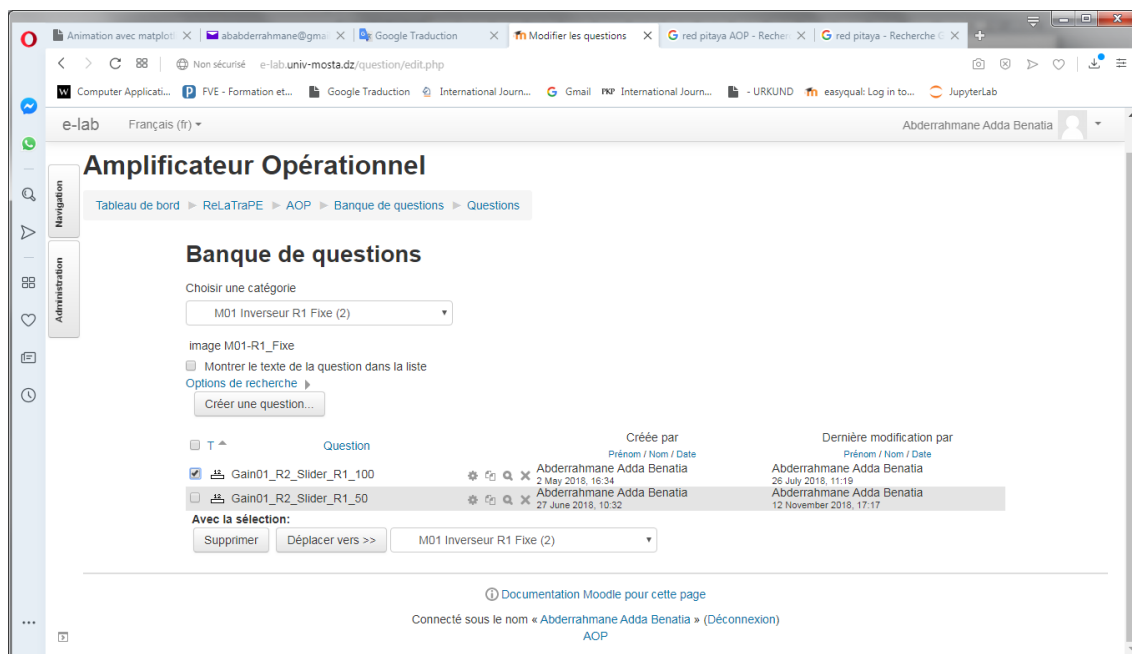 Animation avec matplotl
ababderrahmane@gmai
Google Traduction
Modifier les questions
red pitaya AOP - Recher
red pitaya - Recherche G
Non sécurisé e-lab.univ-mosta.dz/question/edit.php
Computer Applicati... FVE - Formation et... Google Traduction International Journ... Gmail PKP International Journ... - URKUND easyqual: Log in to... JupyterLab
e-lab Français (fr) Abderrahmane Adda Benatia
Navigation
Administration
Amplificateur Opérationnel
Tableau de bord ► ReLaTraPE ► AOP ► Banque de questions ► Questions
Banque de questions
Choisir une catégorie
M01 Inverseur R1 Fixe (2)
image M01-R1_Fixe
Montrer le texte de la question dans la liste
Options de recherche
Créer une question...
T Question Créée par Dernière modification par
Prénom / Nom / Date Prénom / Nom / Date
Gain01_R2_Slider_R1_100 Abderrahmane Adda Benatia Abderrahmane Adda Benatia
2 May 2018, 16:34 26 July 2018, 11:19
Gain01_R2_Slider_R1_50 Abderrahmane Adda Benatia Abderrahmane Adda Benatia
27 June 2018, 10:32 12 November 2018, 17:17
Avec la sélection:
Supprimer Déplacer vers >> M01 Inverseur R1 Fixe (2)
Documentation Moodle pour cette page
Connecté sous le nom « Abderrahmane Adda Benatia » (Déconnexion)
AOP